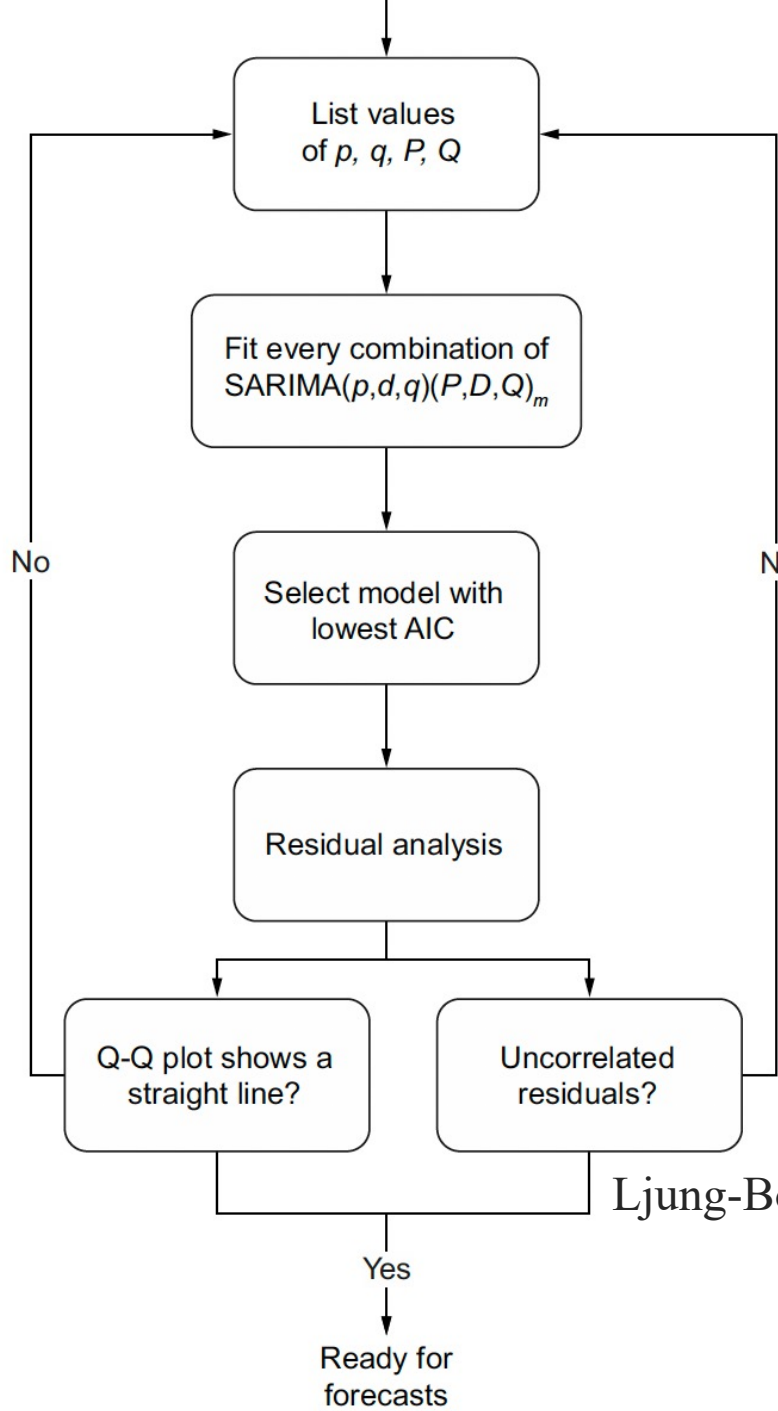 List values
of p, q, P, Q
Fit every combination of
SARIMA(p,d,q)(P,D,Q)m
No
Select model with
lowest AIC
Residual analysis
Q-Q plot shows a
straight line?
Uncorrelated
residuals?
Yes
Ready for
forecasts